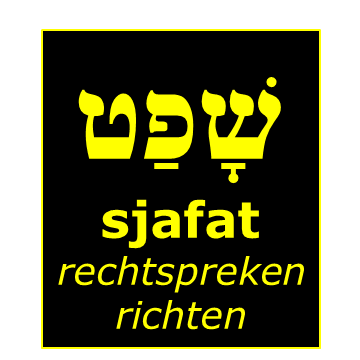 שָׁפַט
sjafat
rechtspreken
richten